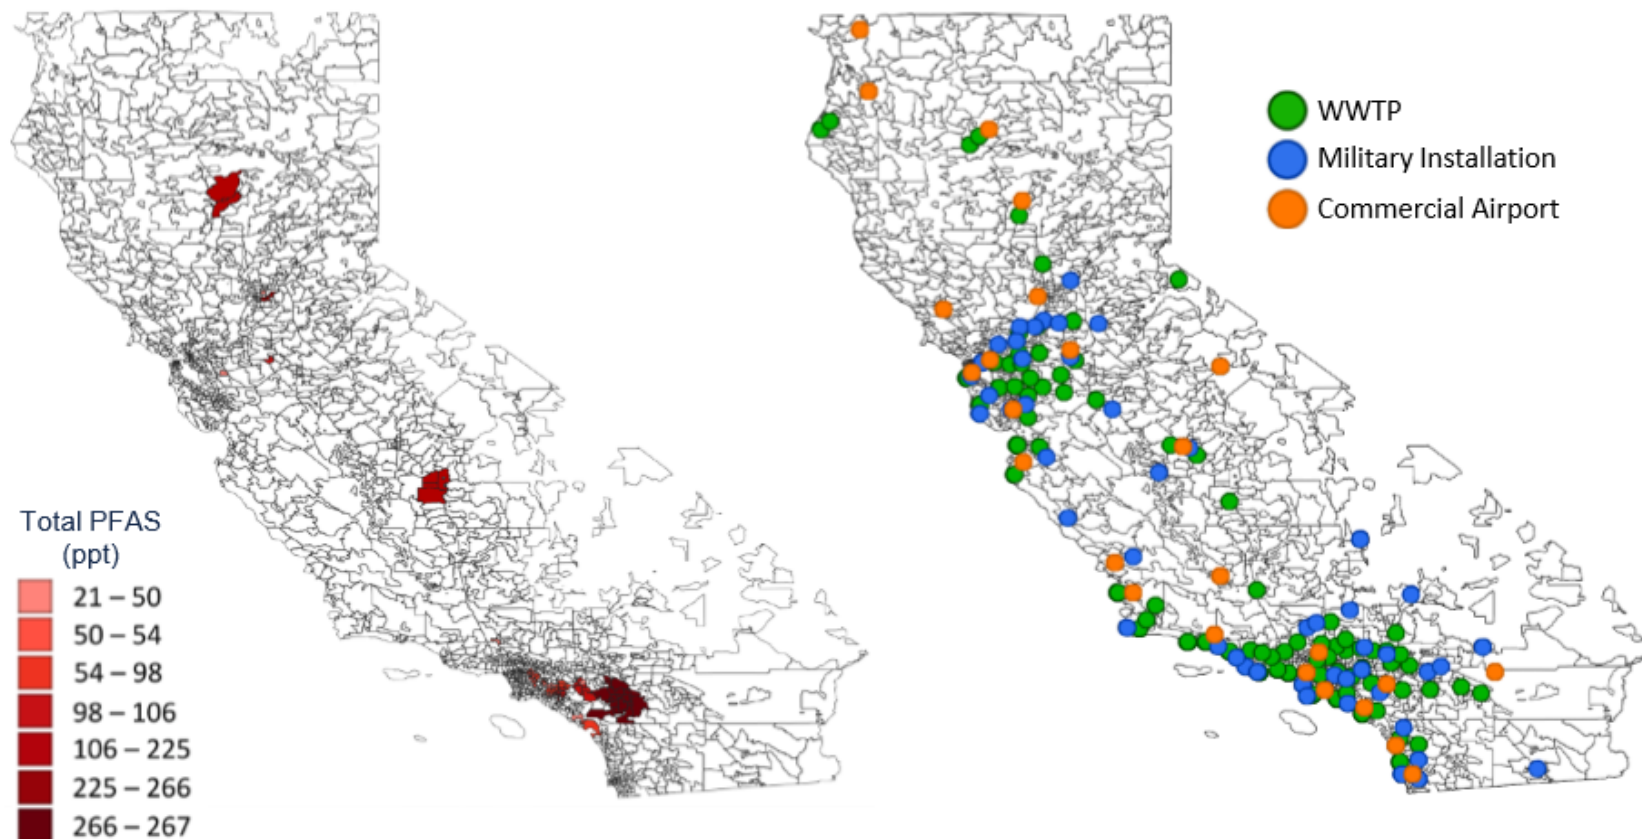 Total PFAS
(ppt)
21 – 50
50 – 54
54 – 98
98 – 106
106 – 225
225 – 266
266 – 267
WWTP
Military Installation
Commercial Airport